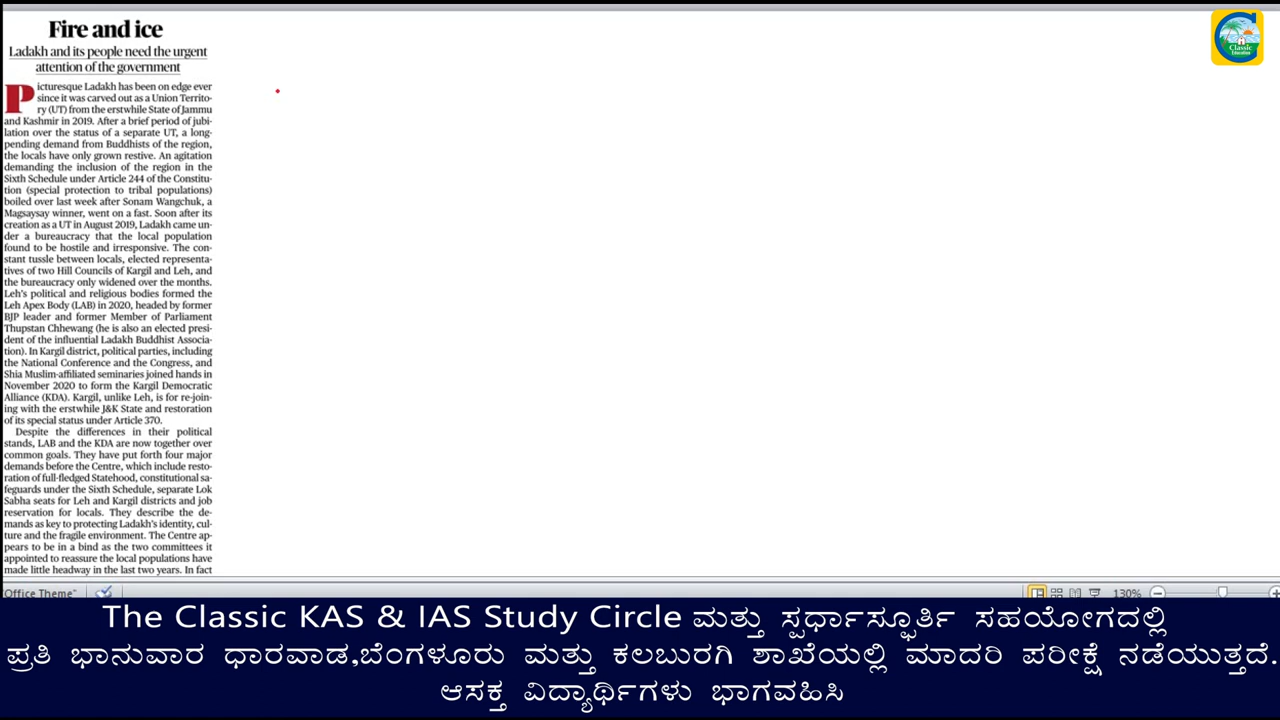 Fire and ice
Ladakh and its people need the urgent
attention of the government
Picturesque Ladakh has been on edge ever
since it was carved out as a Union Territo-
ry (UT) from the erstwhile State of Jammu
and Kashmir in 2019. After a brief period of jubi-
lation over the status of a separate UT, a long-
pending demand from Buddhists of the region,
the locals have only grown restive. An agitation
demanding the inclusion of the region in the
Sixth Schedule under Article 244 of the Constitu-
tion (special protection to tribal populations)
boiled over last week after Sonam Wangchuk, a
Magsaysay winner, went on a fast. Soon after its
creation as a UT in August 2019, Ladakh came un-
der a bureaucracy that the local population
found to be hostile and irresponsive. The con-
stant tussle between locals, elected representa-
tives of two Hill Councils of Kargil and Leh, and
the bureaucracy only widened over the months.
Leh's political and religious bodies formed the
Leh Apex Body (LAB) in 2020, headed by former
BJP leader and former Member of Parliament
Thupstan Chhewang (he is also an elected presi-
dent of the influential Ladakh Buddhist Associa-
tion). In Kargil district, political parties, including
the National Conference and the Congress, and
Shia Muslim-affiliated seminaries joined hands in
November 2020 to form the Kargil Democratic
Alliance (KDA). Kargil, unlike Leh, is for re-join-
ing with the erstwhile J&K State and restoration
of its special status under Article 370.
Despite the differences in their political
stands, LAB and the KDA are now together over
common goals. They have put forth four major
demands before the Centre, which include resto-
ration of full-fledged Statehood, constitutional sa-
feguards under the Sixth Schedule, separate Lok
Sabha seats for Leh and Kargil districts and job
reservation for locals. They describe the de-
mands as key to protecting Ladakh's identity, cul-
ture and the fragile environment. The Centre ap-
pears to be in a bind as the two committees it
appointed to reassure the local populations have
made little headway in the last two years. In fact
Classic
Education
Office Theme"
130%
The Classic KAS & IAS Study Circle ಮತ್ತು ಸ್ಪರ್ಧಾಸ್ಫೂರ್ತಿ ಸಹಯೋಗದಲ್ಲಿ
ಪ್ರತಿ ಭಾನುವಾರ ಧಾರವಾಡ,ಬೆಂಗಳೂರು ಮತ್ತು ಕಲಬುರಗಿ ಶಾಖೆಯಲ್ಲಿ ಮಾದರಿ ಪರೀಕ್ಷೆ ನಡೆಯುತ್ತದೆ.
ಆಸಕ್ತ ವಿದ್ಯಾರ್ಥಿಗಳು ಭಾಗವಹಿಸಿ